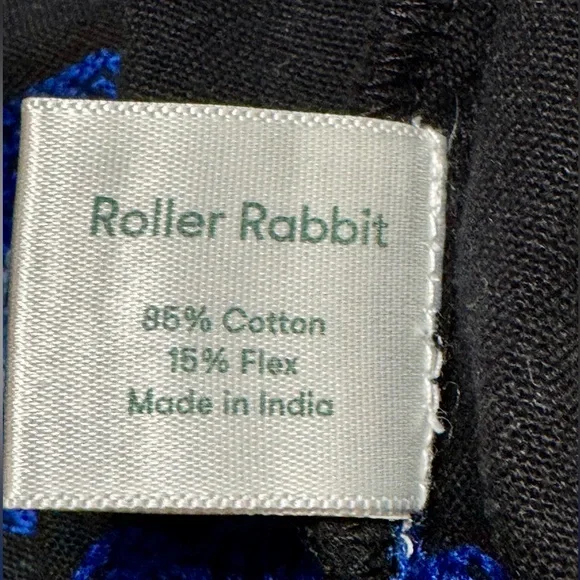 Roller Rabbit
85% Cotton
15% Flex
Made in India